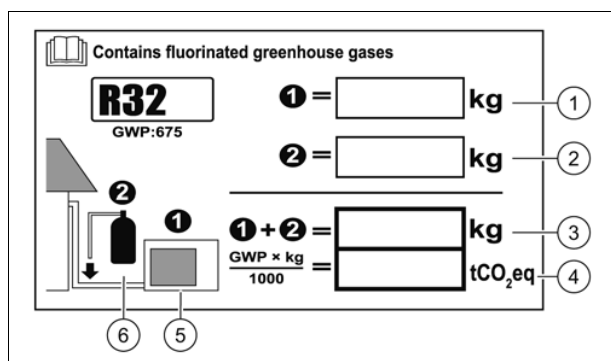 Contains fluorinated greenhouse gases
R32
GWP:675
❶ = kg
1
❷ = kg
2
❷
❶
❶+❷ = kg
3
GWP × kg
1000
= tCO₂eq
4
6
5